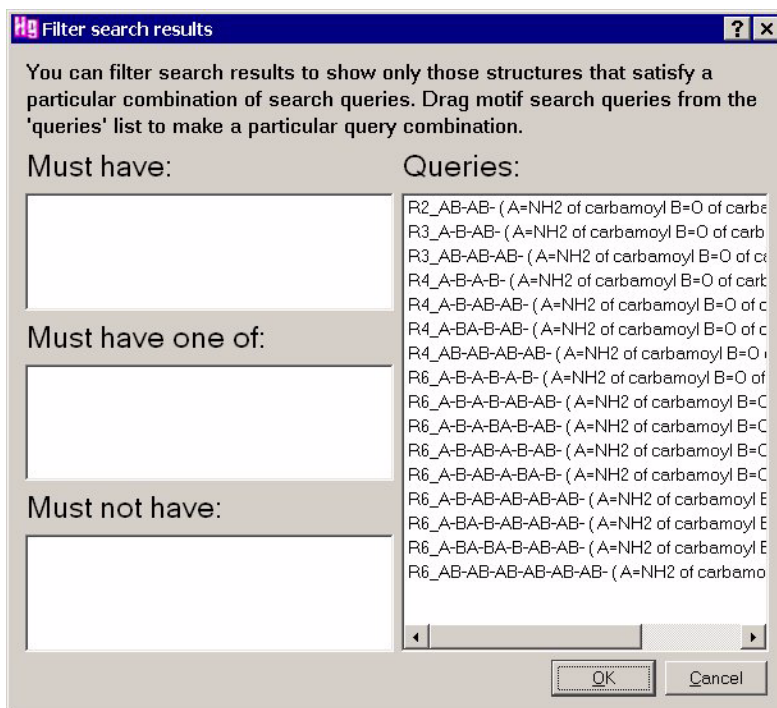 Hg Filter search results
You can filter search results to show only those structures that satisfy a
particular combination of search queries. Drag motif search queries from the
'queries' list to make a particular query combination.
Must have:
Queries:
R2_AB-AB- ( A=NH2 of carbamoyl B=O of carba
R3_A-B-AB- ( A=NH2 of carbamoyl B=O of carb
R3_AB-AB-AB- ( A=NH2 of carbamoyl B=O of ca
R4_A-B-A-B- ( A=NH2 of carbamoyl B=O of carb
R4_A-B-AB-AB- ( A=NH2 of carbamoyl B=O of c
R4_A-BA-B-AB- ( A=NH2 of carbamoyl B=O of c
R4_AB-AB-AB-AB- ( A=NH2 of carbamoyl B=O
R6_A-B-A-B-A-B- ( A=NH2 of carbamoyl B=O of
R6_A-B-A-B-AB-AB- ( A=NH2 of carbamoyl B=O
R6_A-B-A-BA-B-AB- ( A=NH2 of carbamoyl B=O
R6_A-B-AB-A-B-AB- ( A=NH2 of carbamoyl B=O
R6_A-B-AB-A-BA-B- ( A=NH2 of carbamoyl B=O
R6_A-B-AB-AB-AB-AB- ( A=NH2 of carbamoyl B
R6_A-BA-B-AB-AB-AB- ( A=NH2 of carbamoyl B
R6_A-BA-BA-B-AB-AB- ( A=NH2 of carbamoyl B
R6_AB-AB-AB-AB-AB-AB- ( A=NH2 of carbamo
Must have one of:
Must not have:
OK
Cancel